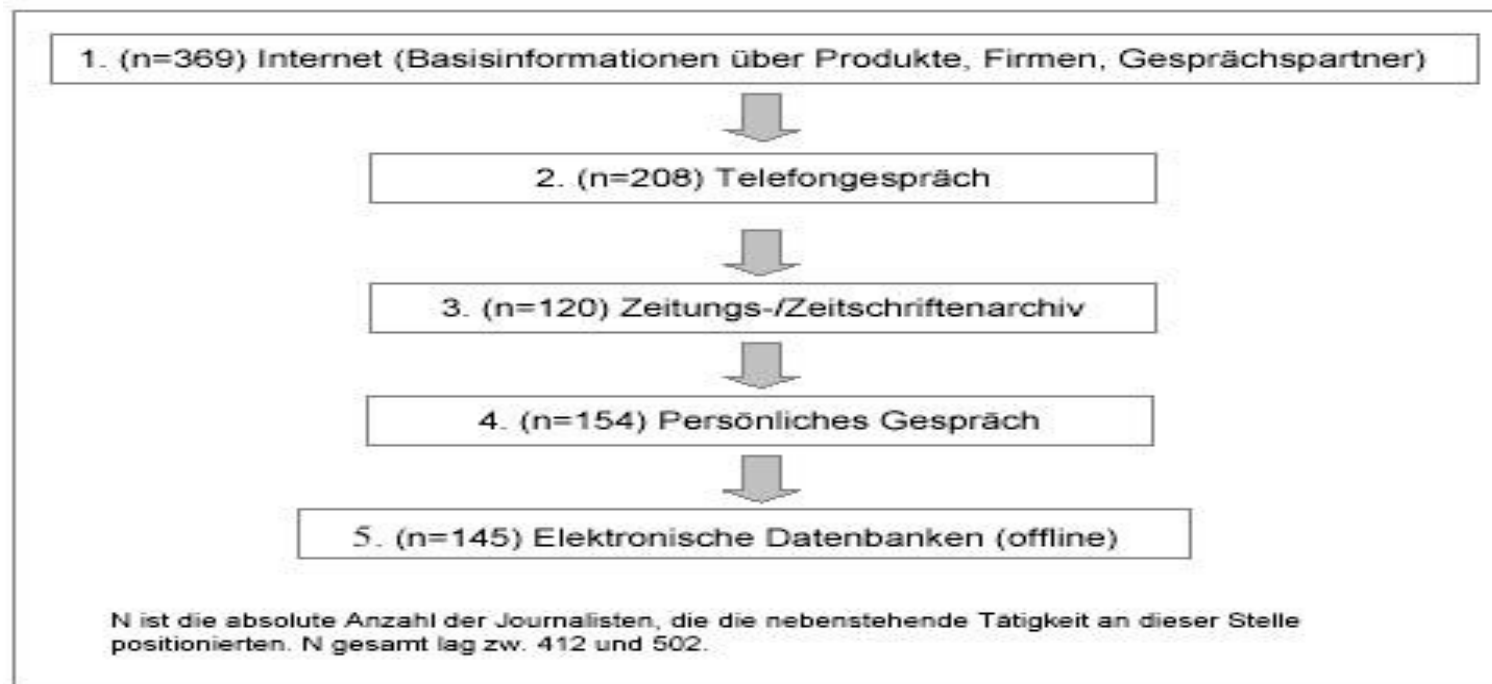 1. (n=369) Internet (Basisinformationen über Produkte, Firmen, Gesprächspartner)
2. (n=208) Telefongespräch
3. (n=120) Zeitungs-/Zeitschriftenarchiv
4. (n=154) Persönliches Gespräch
5. (n=145) Elektronische Datenbanken (offline)
N ist die absolute Anzahl der Journalisten, die die nebenstehende Tätigkeit an dieser Stelle
positionierten. N gesamt lag zw. 412 und 502.